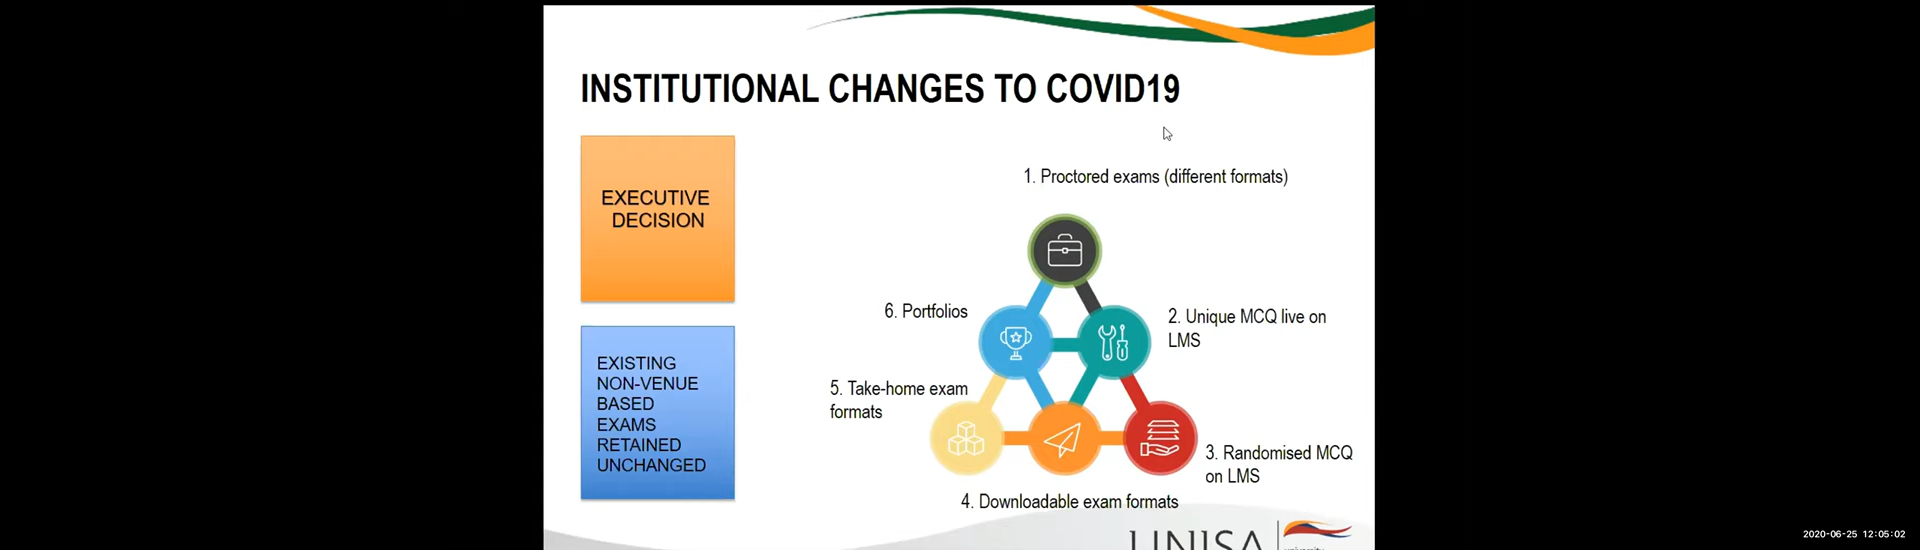 INSTITUTIONAL CHANGES TO COVID19
EXECUTIVE
DECISION
EXISTING
NON-VENUE
BASED
EXAMS
RETAINED
UNCHANGED
1. Proctored exams (different formats)
2. Unique MCQ live on
LMS
3. Randomised MCQ
on LMS
4. Downloadable exam formats
5. Take-home exam
formats
6. Portfolios
UNISA
2020-06-25 12:05:02